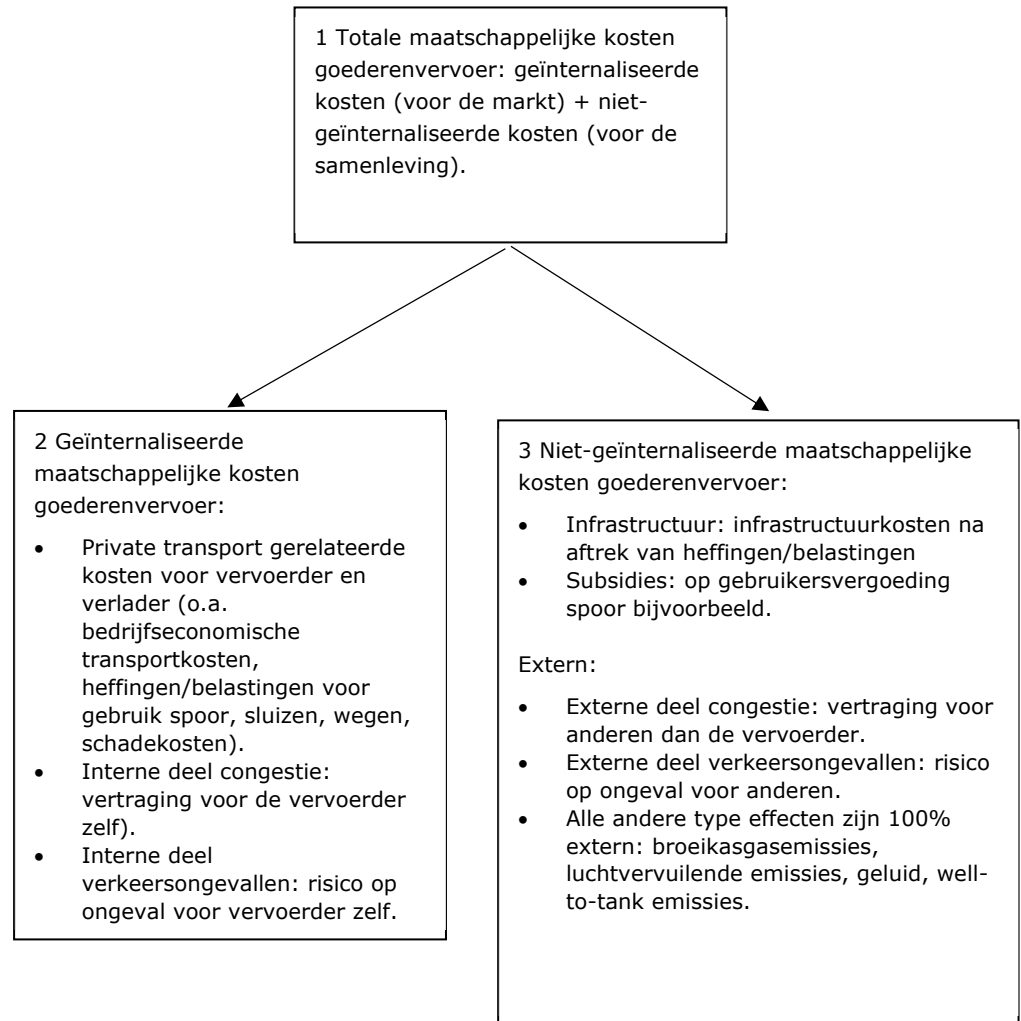 1 Totale maatschappelijke kosten
goederenvervoer: geïnternaliseerde
kosten (voor de markt) + niet-
geïnternaliseerde kosten (voor de
samenleving).
2 Geïnternaliseerde
maatschappelijke kosten
goederenvervoer:
• Private transport gerelateerde
kosten voor vervoerder en
verlader (o.a.
bedrijfseconomische
transportkosten,
heffingen/belastingen voor
gebruik spoor, sluizen, wegen,
schadekosten).
• Interne deel congestie:
vertraging voor de vervoerder
zelf).
• Interne deel
verkeersongevallen: risico op
ongeval voor vervoerder zelf.
3 Niet-geïnternaliseerde maatschappelijke
kosten goederenvervoer:
• Infrastructuur: infrastructuurkosten na
aftrek van heffingen/belastingen
• Subsidies: op gebruikersvergoeding
spoor bijvoorbeeld.
Extern:
• Externe deel congestie: vertraging voor
anderen dan de vervoerder.
• Externe deel verkeersongevallen: risico
op ongeval voor anderen.
• Alle andere type effecten zijn 100%
extern: broeikasgasemissies,
luchtvervuilende emissies, geluid, well-
to-tank emissies.